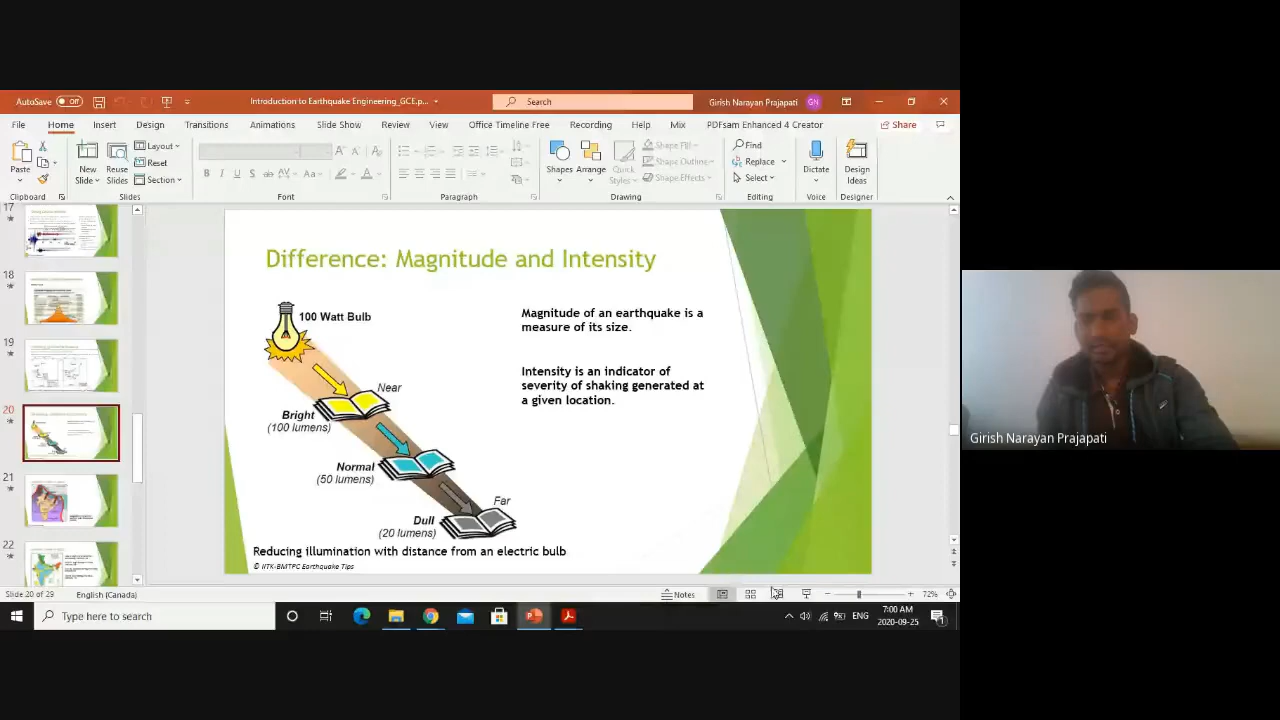 AutoSave Off
Introduction to Earthquake Engineering_GCE.p...
Search
Girish Narayan Prajapati GN
File Home Insert Design Transitions Animations Slide Show Review View Office Timeline Free Recording Help Mix PDFsam Enhanced 4 Creator Share
Paste
New Slide
Reuse Slides
Layout
Reset
Section
B I U S ab AV Aa A
Shapes
Arrange
Quick Styles
Shape Fill
Shape Outline
Shape Effects
Find
Replace
Select
Dictate
Design Ideas
Clipboard Slides Font Paragraph Drawing Editing Voice Designer
17
18
19
20
21
22
Difference: Magnitude and Intensity
100 Watt Bulb
Near
Bright
(100 lumens)
Normal
(50 lumens)
Far
Dull
(20 lumens)
Reducing illumination with distance from an electric bulb
© IITK-BMTPC Earthquake Tips
Magnitude of an earthquake is a
measure of its size.
Intensity is an indicator of
severity of shaking generated at
a given location.
Girish Narayan Prajapati
Slide 20 of 29 English (Canada) Notes 72%
Type here to search
ENG
7:00 AM
2020-09-25
1